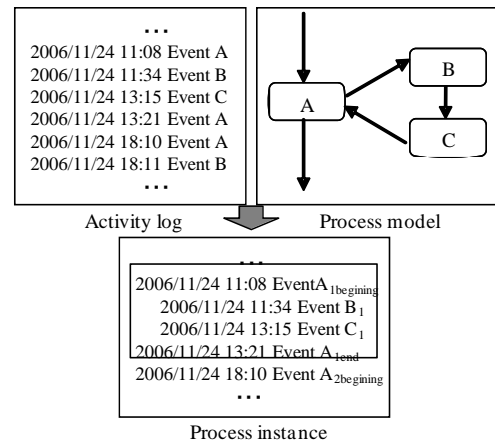 ...
2006/11/24 11:08 Event A
2006/11/24 11:34 Event B
2006/11/24 13:15 Event C
2006/11/24 13:21 Event A
2006/11/24 18:10 Event A
2006/11/24 18:11 Event B
...
Activity log
A
B
C
Process model
...
2006/11/24 11:08 EventA1begining
2006/11/24 11:34 Event B1
2006/11/24 13:15 Event C1
2006/11/24 13:21 Event A1end
2006/11/24 18:10 Event A2begining
...
Process instance